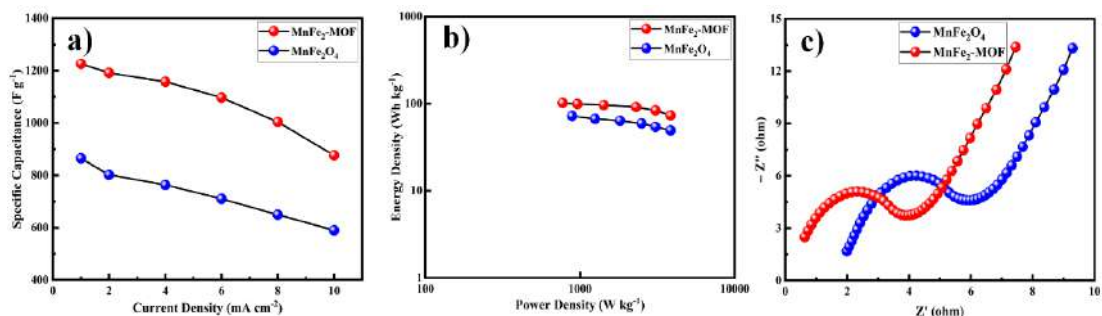 a)
MnFe₂-MOF
MnFe₂O₄
1400
1200
1000
800
600
400
0 2 4 6 8 10
Specific Capacitance (F g⁻¹)
Current Density (mA cm⁻²)
b)
MnFe₂-MOF
MnFe₂O₄
1000
100
10
1
100 1000 10000
Energy Density (Wh kg⁻¹)
Power Density (W kg⁻¹)
c)
MnFe₂O₄
MnFe₂-MOF
15
12
9
6
3
0
0 2 4 6 8 10
– Z'' (ohm)
Z' (ohm)